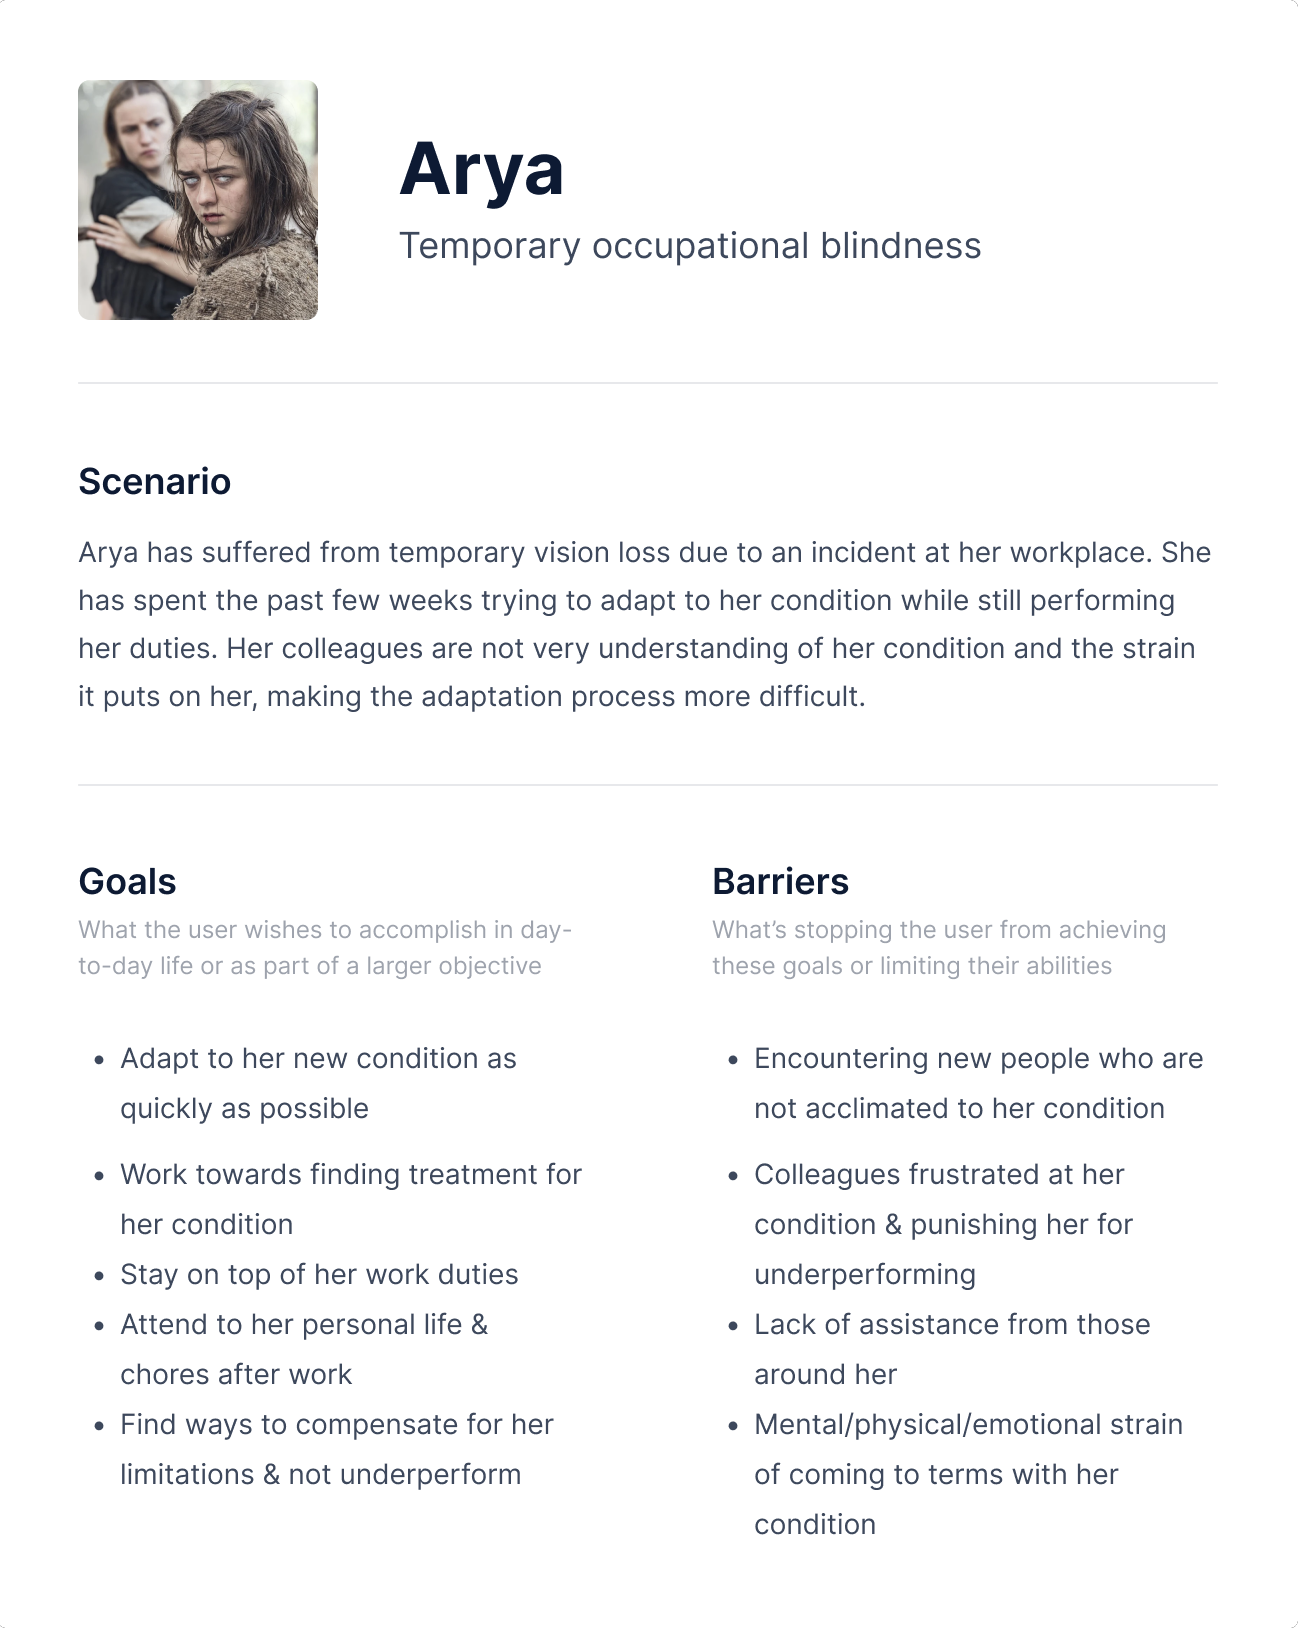 Arya
Temporary occupational blindness
Scenario
Arya has suffered from temporary vision loss due to an incident at her workplace. She
has spent the past few weeks trying to adapt to her condition while still performing
her duties. Her colleagues are not very understanding of her condition and the strain
it puts on her, making the adaptation process more difficult.
Goals
What the user wishes to accomplish in day-
to-day life or as part of a larger objective
• Adapt to her new condition as
quickly as possible
• Work towards finding treatment for
her condition
• Stay on top of her work duties
• Attend to her personal life &
chores after work
• Find ways to compensate for her
limitations & not underperform
Barriers
What’s stopping the user from achieving
these goals or limiting their abilities
• Encountering new people who are
not acclimated to her condition
• Colleagues frustrated at her
condition & punishing her for
underperforming
• Lack of assistance from those
around her
• Mental/physical/emotional strain
of coming to terms with her
condition